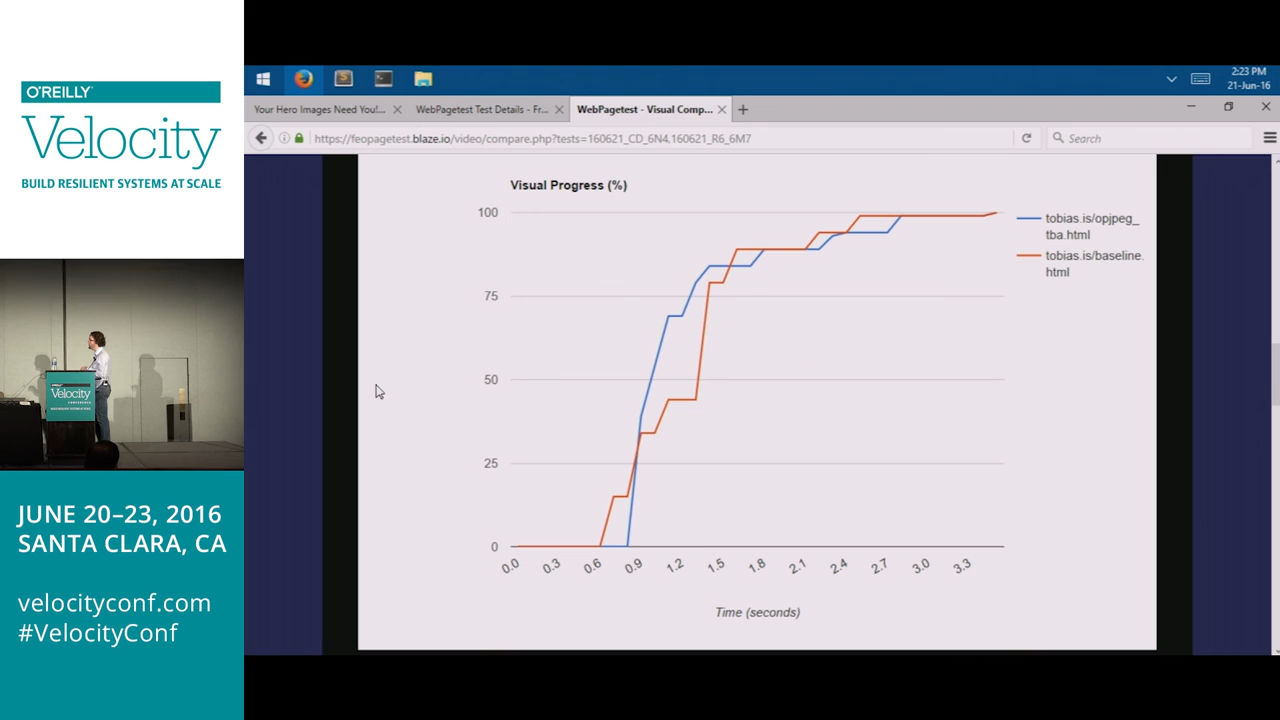 O'REILLY
Velocity
BUILD RESILIENT SYSTEMS AT SCALE
2:23 PM
21-Jun-16
Your Hero Images Need You!...
WebPagetest Test Details - Fr...
WebPagetest - Visual Comp...
https://feopagetest.blaze.io/video/compare.php?tests=160621_CD_6N4,160621_R6_6M7
Search
Visual Progress (%)
100
75
50
25
0
0.0 0.3 0.6 0.9 1.2 1.5 1.8 2.1 2.4 2.7 3.0 3.3
Time (seconds)
tobias.is/opjpeg_
tba.html
tobias.is/baseline.
html
Velocity
JUNE 20–23, 2016
SANTA CLARA, CA
velocityconf.com
#VelocityConf